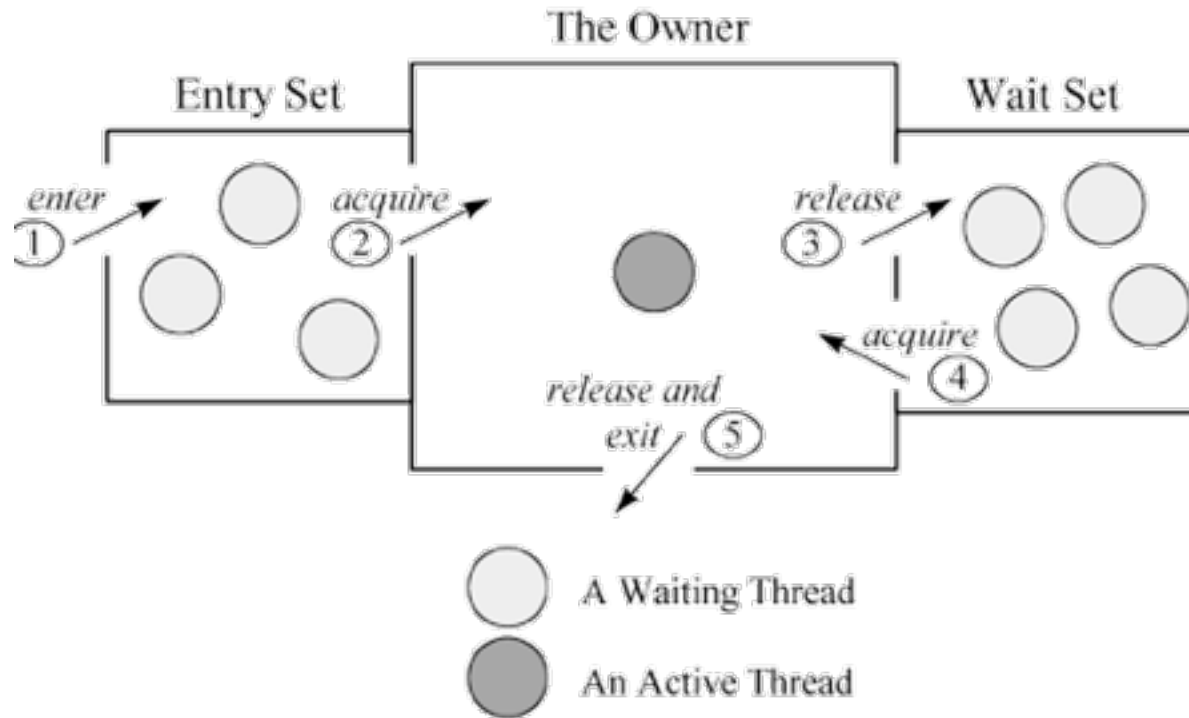 The Owner
Entry Set
Wait Set
enter
1
acquire
2
release
3
acquire
4
release and
exit
5
A Waiting Thread
An Active Thread